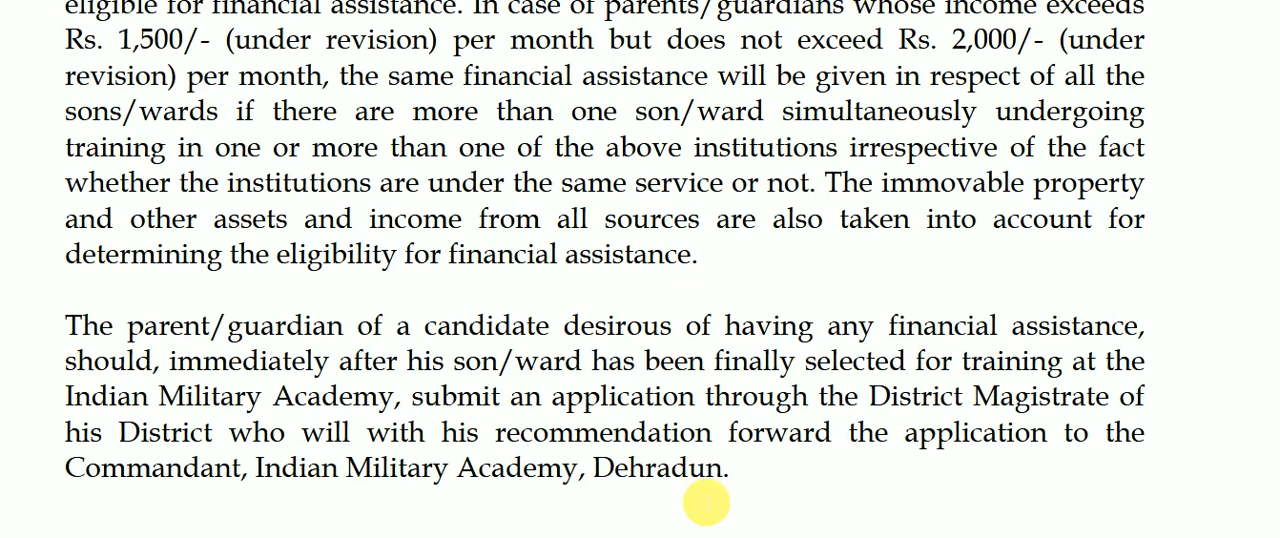 eligible for financial assistance. In case of parents/guardians whose income exceeds
Rs. 1,500/- (under revision) per month but does not exceed Rs. 2,000/- (under
revision) per month, the same financial assistance will be given in respect of all the
sons/wards if there are more than one son/ward simultaneously undergoing
training in one or more than one of the above institutions irrespective of the fact
whether the institutions are under the same service or not. The immovable property
and other assets and income from all sources are also taken into account for
determining the eligibility for financial assistance.
The parent/guardian of a candidate desirous of having any financial assistance,
should, immediately after his son/ward has been finally selected for training at the
Indian Military Academy, submit an application through the District Magistrate of
his District who will with his recommendation forward the application to the
Commandant, Indian Military Academy, Dehradun.